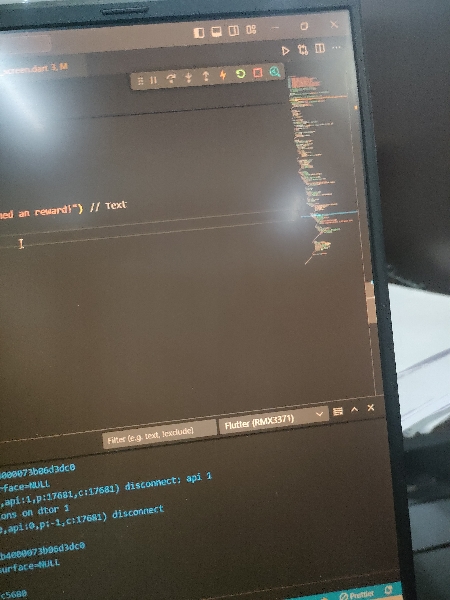 screen.dart 3, M
ned an reward!") // Text
Filter (e.g. text, !exclude)
Flutter (RMX3371)
4000073b06d3dc0
rface=NULL
,api:1,p:17681,c:17681) disconnect: api 1
ons on dtor 1
,api:0,p:-1,c:17681) disconnect
b4000073b06d3dc0
surface=NULL
c5680
Prettier